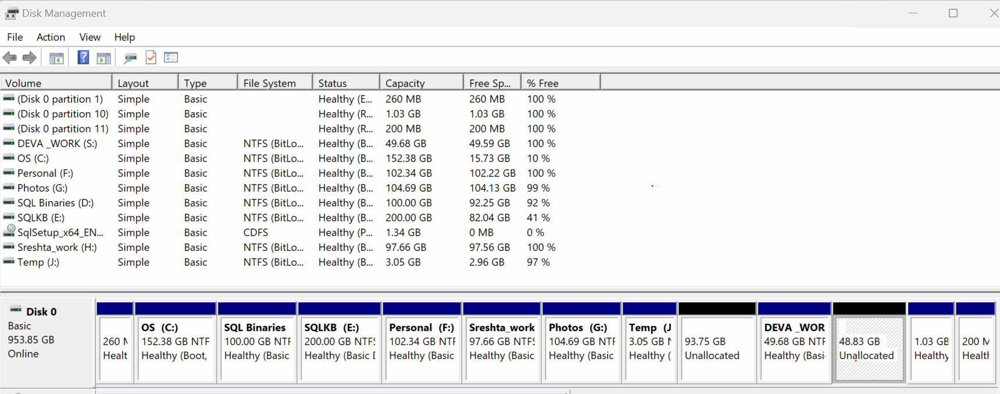 Disk Management
File Action View Help
Volume Layout Type File System Status Capacity Free Sp... % Free
(Disk 0 partition 1) Simple Basic Healthy (E... 260 MB 260 MB 100 %
(Disk 0 partition 10) Simple Basic Healthy (R... 1.03 GB 1.03 GB 100 %
(Disk 0 partition 11) Simple Basic Healthy (R... 200 MB 200 MB 100 %
DEVA _WORK (S:) Simple Basic NTFS (BitLo... Healthy (B... 49.68 GB 49.59 GB 100 %
OS (C:) Simple Basic NTFS (BitLo... Healthy (B... 152.38 GB 15.73 GB 10 %
Personal (F:) Simple Basic NTFS (BitLo... Healthy (B... 102.34 GB 102.22 GB 100 %
Photos (G:) Simple Basic NTFS (BitLo... Healthy (B... 104.69 GB 104.13 GB 99 %
SQL Binaries (D:) Simple Basic NTFS (BitLo... Healthy (B... 100.00 GB 92.25 GB 92 %
SQLKB (E:) Simple Basic NTFS (BitLo... Healthy (B... 200.00 GB 82.04 GB 41 %
SqlSetup_x64_EN... Simple Basic CDFS Healthy (P... 1.34 GB 0 MB 0 %
Sreshta_work (H:) Simple Basic NTFS (BitLo... Healthy (B... 97.66 GB 97.56 GB 100 %
Temp (J:) Simple Basic NTFS (BitLo... Healthy (B... 3.05 GB 2.96 GB 97 %
Disk 0
Basic
953.85 GB
Online
260 M
Healt
OS (C:)
152.38 GB NTF
Healthy (Boot,
SQL Binaries
100.00 GB NTF
Healthy (Basic
SQLKB (E:)
200.00 GB NTFS
Healthy (Basic D
Personal (F:)
102.34 GB NTF
Healthy (Basic
Sreshta_work
97.66 GB NTFS
Healthy (Basic
Photos (G:)
104.69 GB NTF
Healthy (Basic
Temp (J
3.05 GB N
Healthy (
93.75 GB
Unallocated
DEVA _WOR
49.68 GB NTF
Healthy (Basi
48.83 GB
Unallocated
1.03 GB
Healthy
200 M
Healt